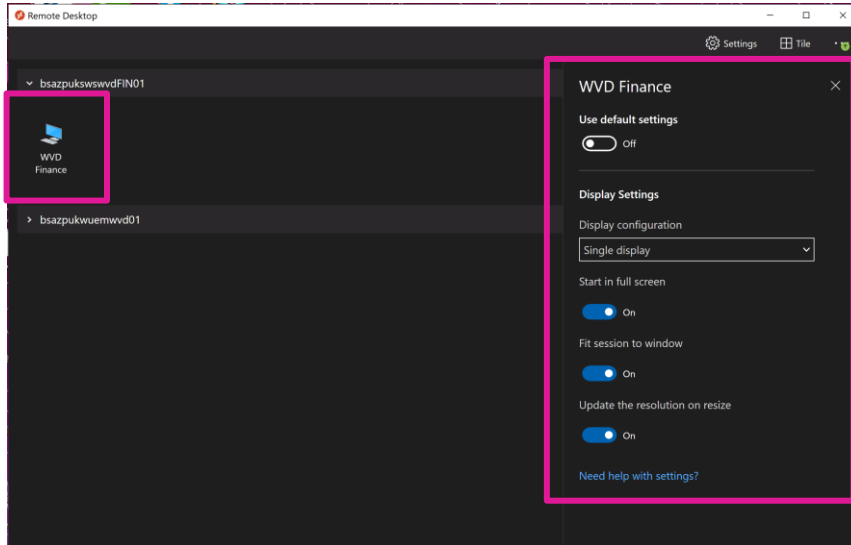 Remote Desktop
Settings
Tile
bsazpukswswvdFIN01
WVD
Finance
bsazpukwuemwvd01
WVD Finance
Use default settings
Off
Display Settings
Display configuration
Single display
Start in full screen
On
Fit session to window
On
Update the resolution on resize
On
Need help with settings?